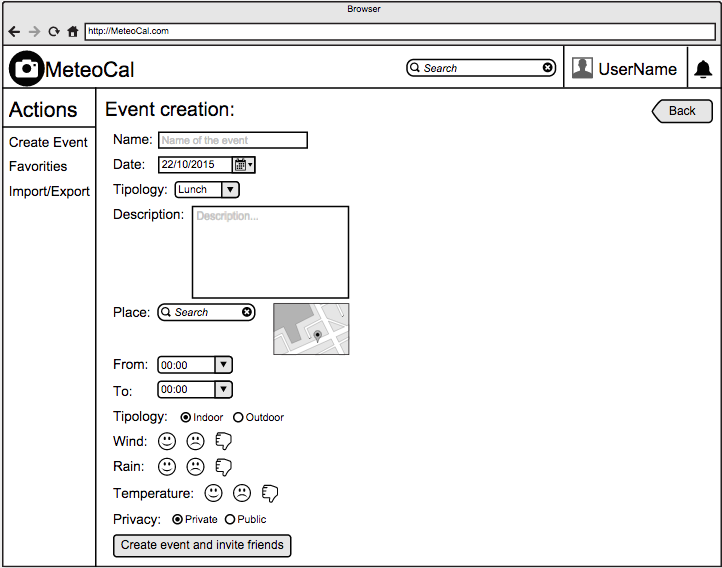 Browser
http://MeteoCal.com
MeteoCal
Search
UserName
Actions
Create Event
Favorities
Import/Export
Event creation:
Back
Name: Name of the event
Date: 22/10/2015
Tipology: Lunch
Description: Description...
Place: Search
From: 00:00
To: 00:00
Tipology: Indoor Outdoor
Wind:
Rain:
Temperature:
Privacy: Private Public
Create event and invite friends